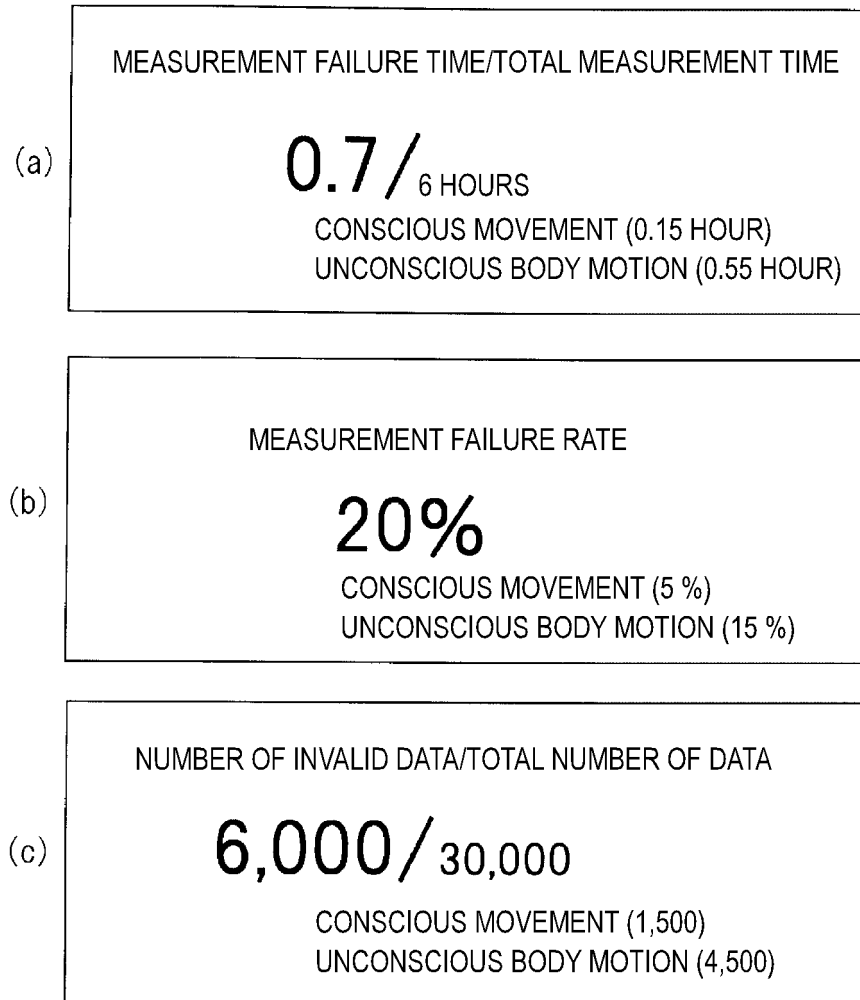 (a)
MEASUREMENT FAILURE TIME/TOTAL MEASUREMENT TIME
0.7/6 HOURS
CONSCIOUS MOVEMENT (0.15 HOUR)
UNCONSCIOUS BODY MOTION (0.55 HOUR)
(b)
MEASUREMENT FAILURE RATE
20%
CONSCIOUS MOVEMENT (5 %)
UNCONSCIOUS BODY MOTION (15 %)
(c)
NUMBER OF INVALID DATA/TOTAL NUMBER OF DATA
6,000/30,000
CONSCIOUS MOVEMENT (1,500)
UNCONSCIOUS BODY MOTION (4,500)